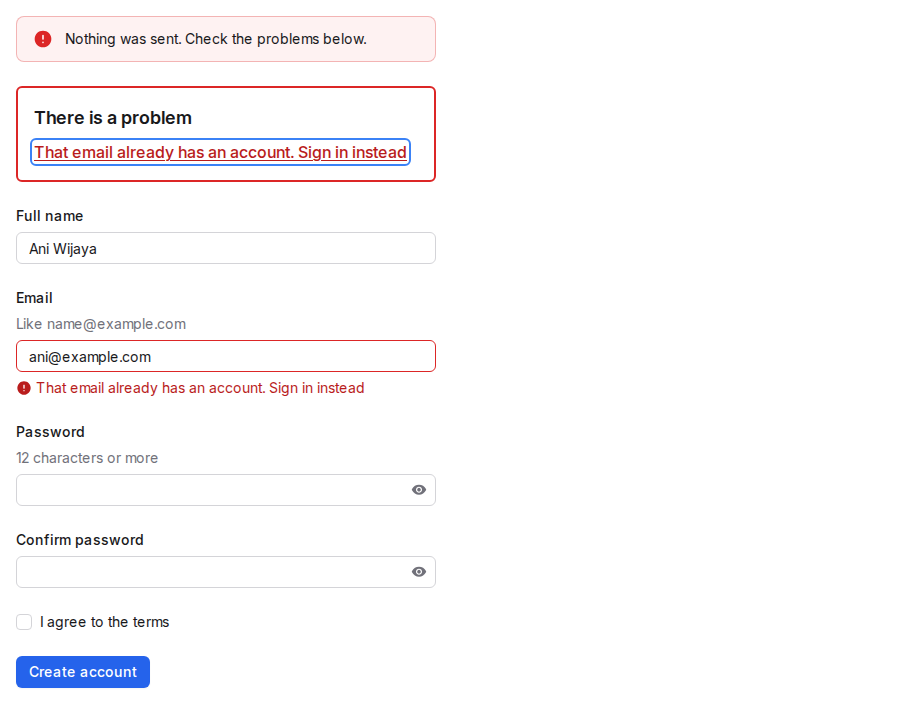 Nothing was sent. Check the problems below.
There is a problem
That email already has an account. Sign in instead
Full name
Ani Wijaya
Email
Like name@example.com
ani@example.com
That email already has an account. Sign in instead
Password
12 characters or more
Confirm password
I agree to the terms
Create account